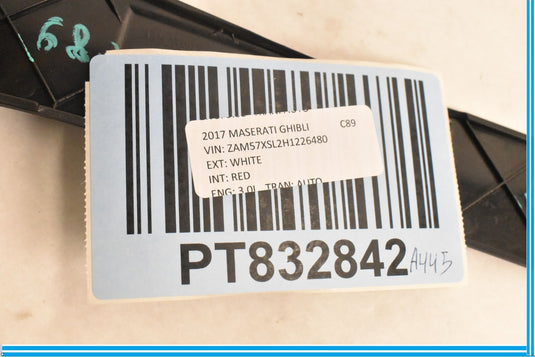 68
2017 MASERATI GHIBLI C89
VIN: ZAM57XSL2H1226480
EXT: WHITE
INT: RED
ENG: 3.0L TRAN: AUTO
PT832842 A445